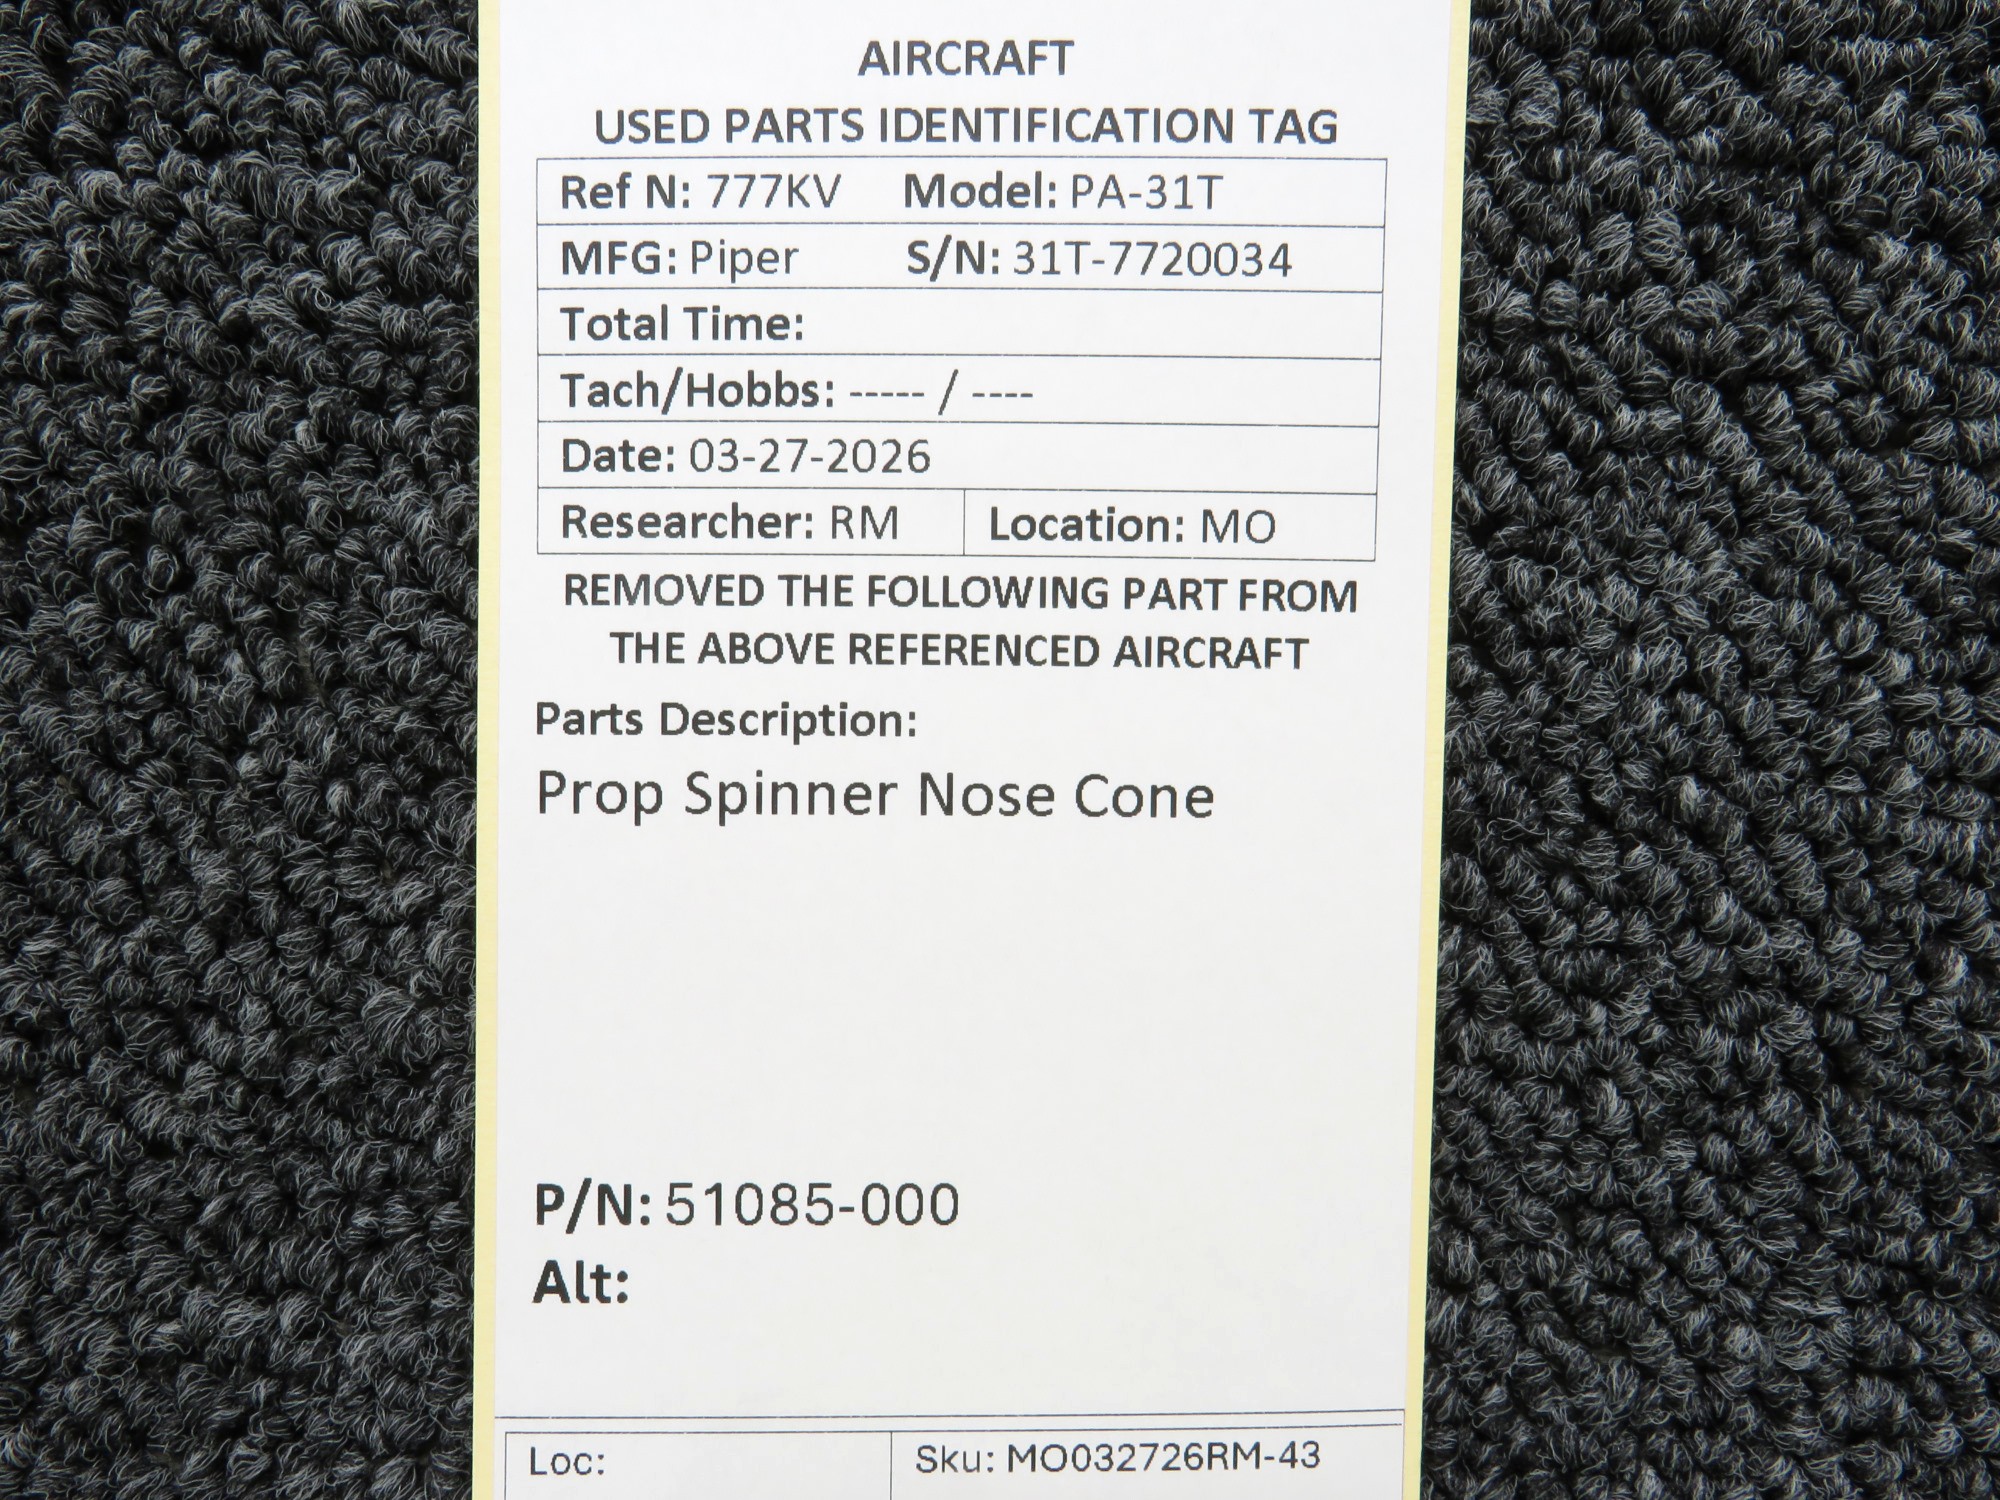 AIRCRAFT
USED PARTS IDENTIFICATION TAG
Ref N: 777KV Model: PA-31T
MFG: Piper S/N: 31T-7720034
Total Time:
Tach/Hobbs: ----- / ----
Date: 03-27-2026
Researcher: RM Location: MO
REMOVED THE FOLLOWING PART FROM
THE ABOVE REFERENCED AIRCRAFT
Parts Description:
Prop Spinner Nose Cone
P/N: 51085-000
Alt:
Loc: Sku: MO032726RM-43